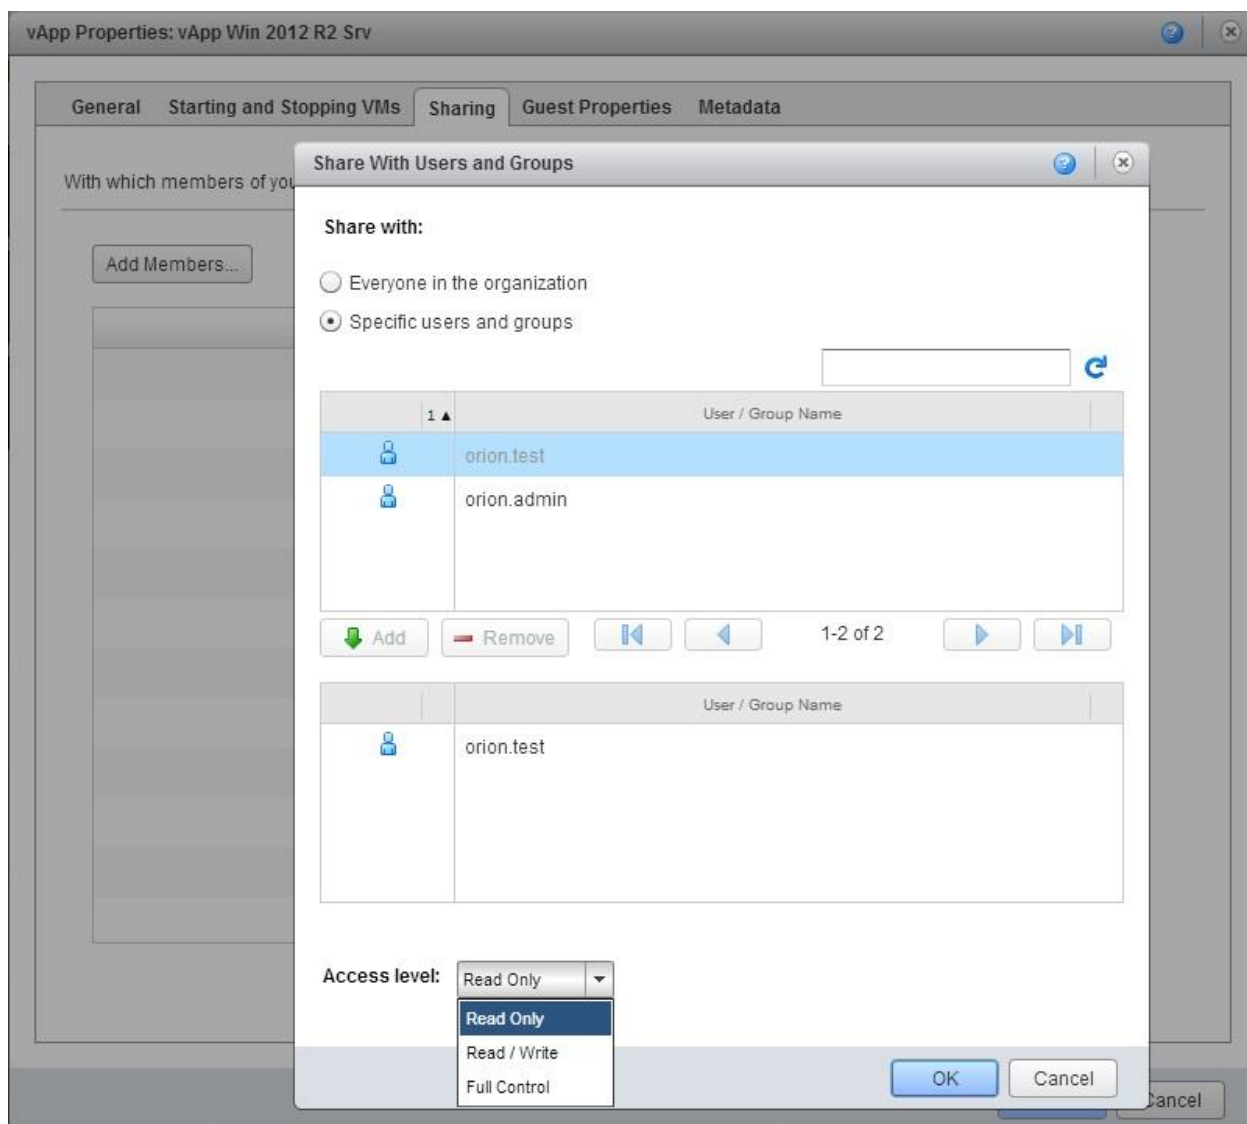 vApp Properties: vApp Win 2012 R2 Srv
General Starting and Stopping VMs Sharing Guest Properties Metadata
Share With Users and Groups
With which members of you
Share with:
Add Members...
Everyone in the organization
Specific users and groups
1 ▲ User / Group Name
orion.test
orion.admin
Add Remove 1-2 of 2
User / Group Name
orion.test
Access level: Read Only
Read Only
Read / Write
Full Control
OK Cancel
Cancel